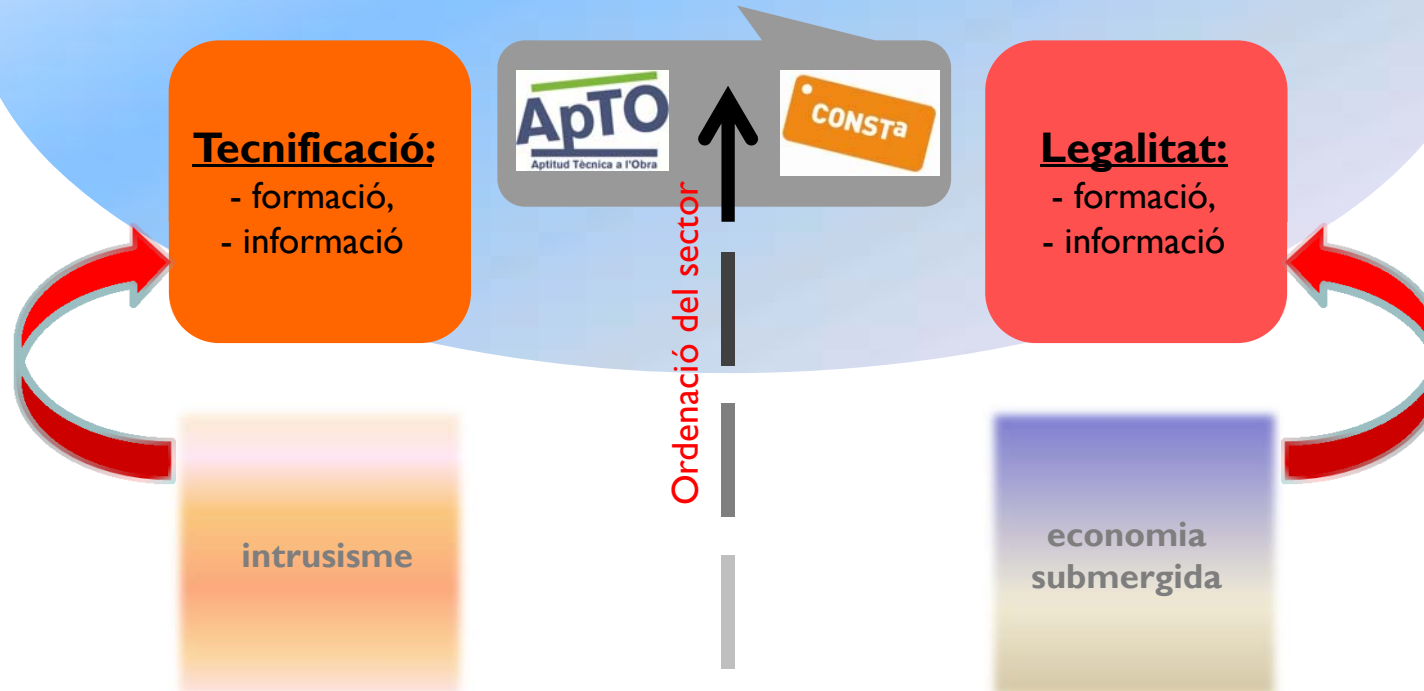 Tecnificació:
- formació,
- informació
ApTO
Aptitud Tècnica a l'Obra
CONSTa
Legalitat:
- formació,
- informació
Ordenació del sector
intrusisme
economia
submergida